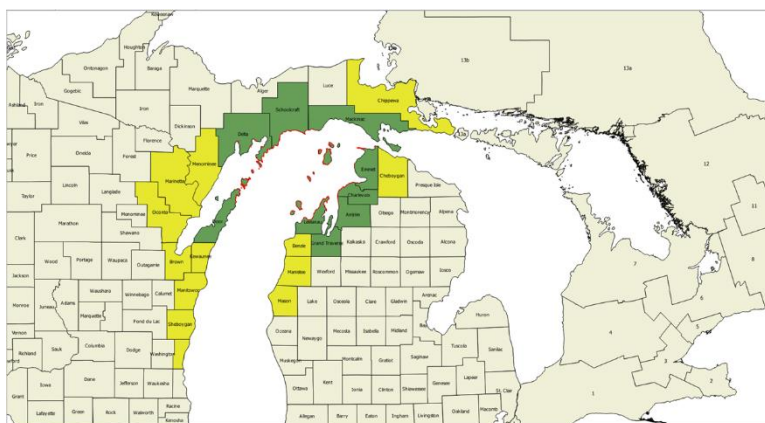 Keweenaw
Houghton
Ontonagon
Baraga
Gogebic
Marquette
Alger
Luce
Chippewa
13b
13a
Iron
Iron
Dickinson
Schoolcraft
Mackinac
Delta
Vilas
Florence
Menominee
Marinette
Forest
Oneida
Price
Emmet
Cheboygan
Presque Isle
12
11
Taylor
Lincoln
Langlade
Oconto
Door
Charlevoix
Antrim
Otsego
Montmorency
Alpena
Menominee
Shawano
Marathon
Clark
Leelanau
Grand Traverse
Kalkaska
Crawford
Oscoda
Alcona
Benzie
Manistee
Wexford
Missaukee
Roscommon
Ogemaw
Iosco
Wood
Portage
Waupaca
Outagamie
Brown
Kewaunee
Jackson
Mason
Lake
Osceola
Clare
Gladwin
Arenac
7
8
6
5
4
3
2
1
Waushara
Winnebago
Calumet
Manitowoc
Monroe
Juneau
Adams
Marquette
Fond du Lac
Sheboygan
Oceana
Newaygo
Mecosta
Isabella
Midland
Huron
Vernon
Sauk
Columbia
Dodge
Washington
Richland
Muskegon
Montcalm
Gratiot
Saginaw
Tuscola
Sanilac
Iowa
Dane
Jefferson
Waukesha
Ottawa
Kent
Ionia
Clinton
Shiawassee
Genesee
Lapeer
St. Clair
Grant
Lafayette
Green
Rock
Walworth
Racine
Kenosha
Allegan
Barry
Eaton
Ingham
Livingston
Oakland
Macomb